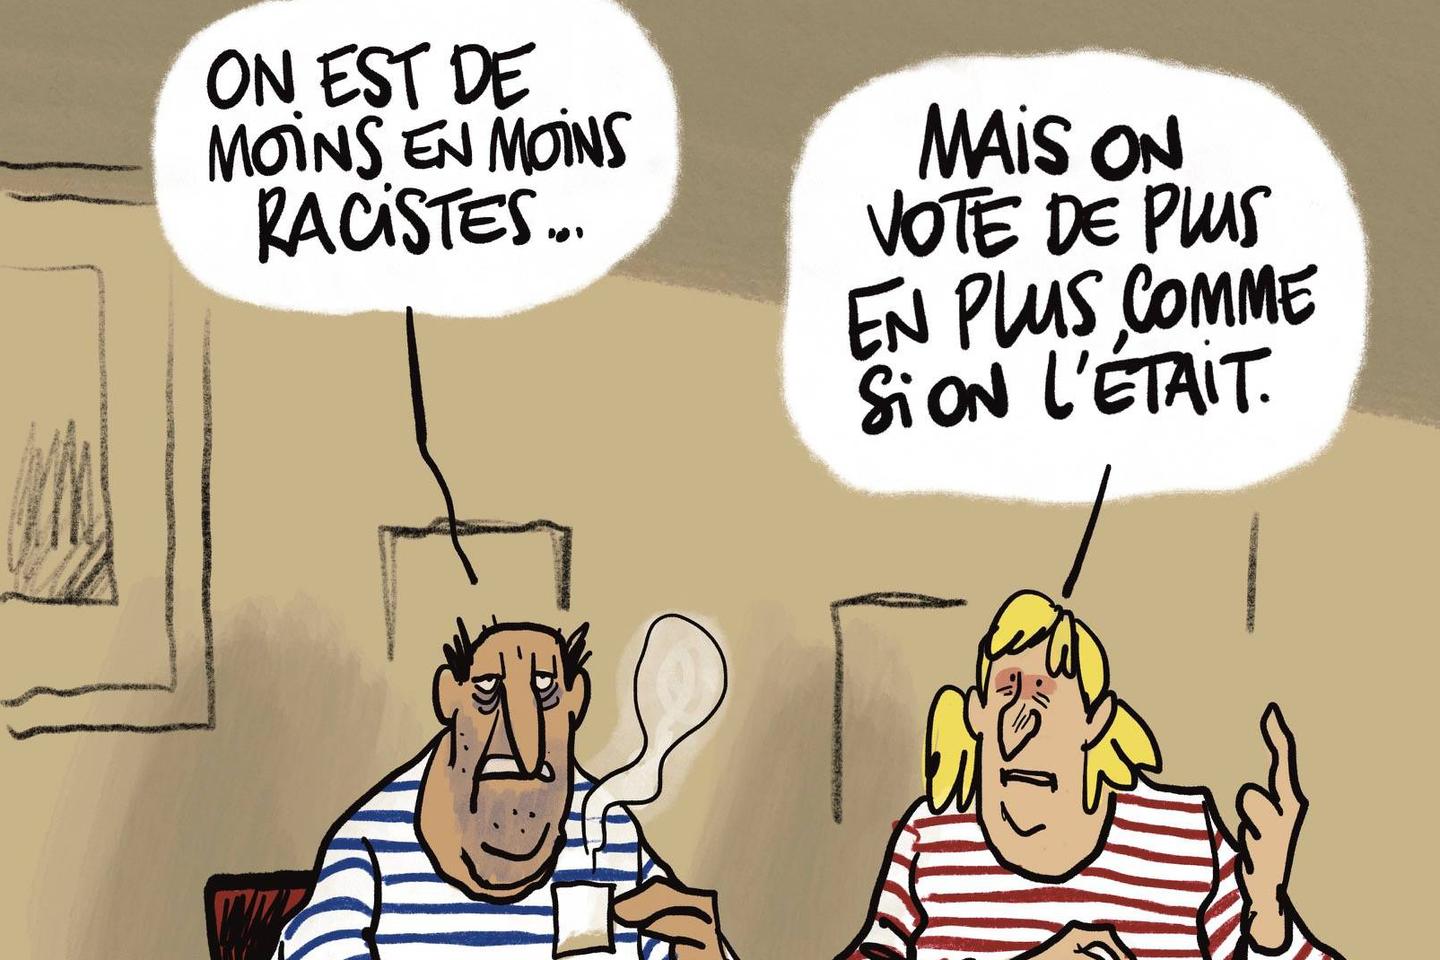 ON EST DE
MOINS EN MOINS
RACISTES...
MAIS ON
VOTE DE PLUS
EN PLUS COMME
SI ON L'ÉTAIT.